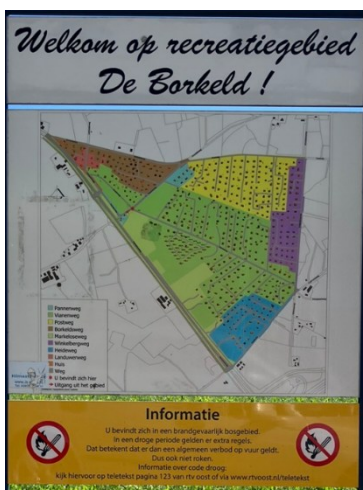 Welkom op recreatiegebied
De Borkeld !
Pannenweg
Vianenweg
Postweg
Borkeldsweg
Markeloseweg
Winkelbergweg
Heideweg
Landuwerweg
Huis
Weg
U bevindt zich hier
Uitgang uit het gebied
Informatie
U bevindt zich in een brandgevaarlijk bosgebied.
In een droge periode gelden er extra regels.
Dat betekent dat er dan een algemeen verbod op vuur geldt.
Dus ook niet roken.
Informatie over code droog:
kijk hiervoor op teletekst pagina 123 van rtv oost of via www.rtvoost.nl/teletekst